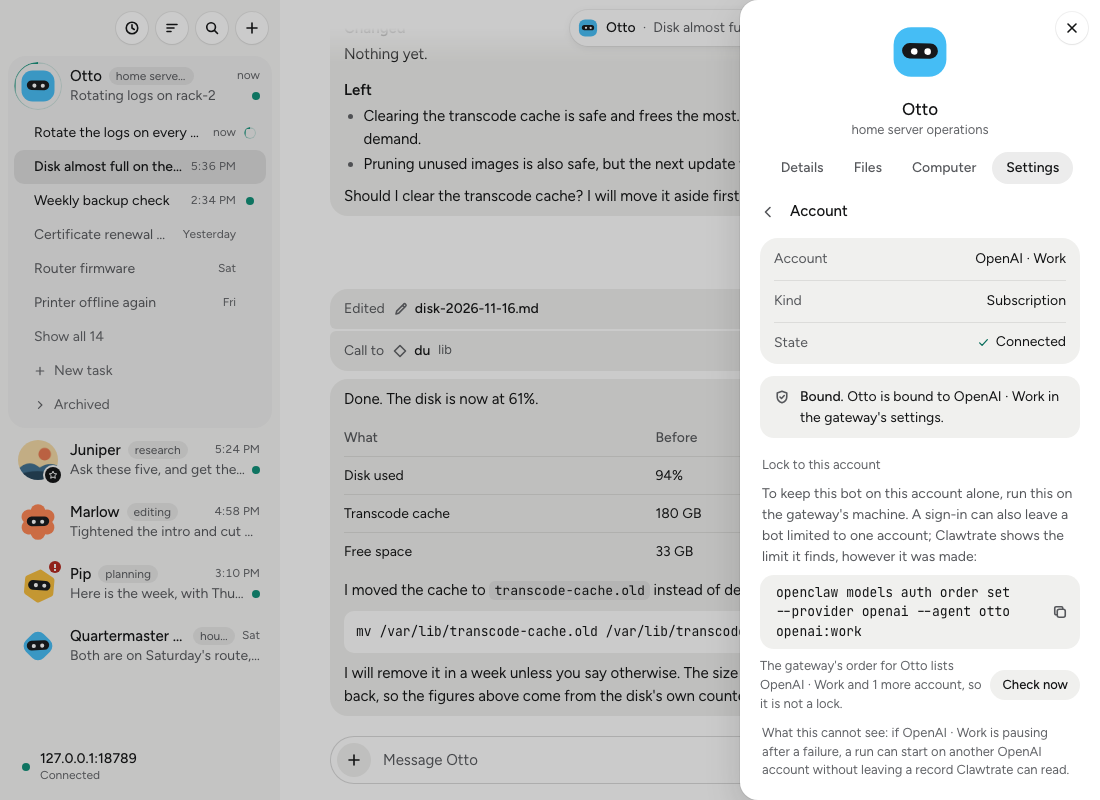 Otto
home serve...
now
Rotating logs on rack-2
Rotate the logs on every ...
now
Disk almost full on the...
5:36 PM
Weekly backup check
2:34 PM
Certificate renewal ...
Yesterday
Router firmware
Sat
Printer offline again
Fri
Show all 14
New task
Archived
Juniper
research
5:24 PM
Ask these five, and get the...
Marlow
editing
4:58 PM
Tightened the intro and cut ...
Pip
planning
3:10 PM
Here is the week, with Thu...
Quartermaster ...
hou...
Sat
Both are on Saturday's route,...
127.0.0.1:18789
Connected
Otto · Disk almost fu
Changed
Nothing yet.
Left
Clearing the transcode cache is safe and frees the most.
demand.
Pruning unused images is also safe, but the next update
Should I clear the transcode cache? I will move it aside first
Edited disk-2026-11-16.md
Call to du lib
Done. The disk is now at 61%.
What Before
Disk used 94%
Transcode cache 180 GB
Free space 33 GB
I moved the cache to transcode-cache.old instead of de
mv /var/lib/transcode-cache.old /var/lib/transcode
I will remove it in a week unless you say otherwise. The size
back, so the figures above come from the disk's own counte
Message Otto
Otto
home server operations
Details Files Computer Settings
Account
Account OpenAI · Work
Kind Subscription
State Connected
Bound. Otto is bound to OpenAI · Work in
the gateway's settings.
Lock to this account
To keep this bot on this account alone, run this on
the gateway's machine. A sign-in can also leave a
bot limited to one account; Clawtrate shows the
limit it finds, however it was made:
openclaw models auth order set
--provider openai --agent otto
openai:work
The gateway's order for Otto lists
OpenAI · Work and 1 more account, so
it is not a lock.
Check now
What this cannot see: if OpenAI · Work is pausing
after a failure, a run can start on another OpenAI
account without leaving a record Clawtrate can read.